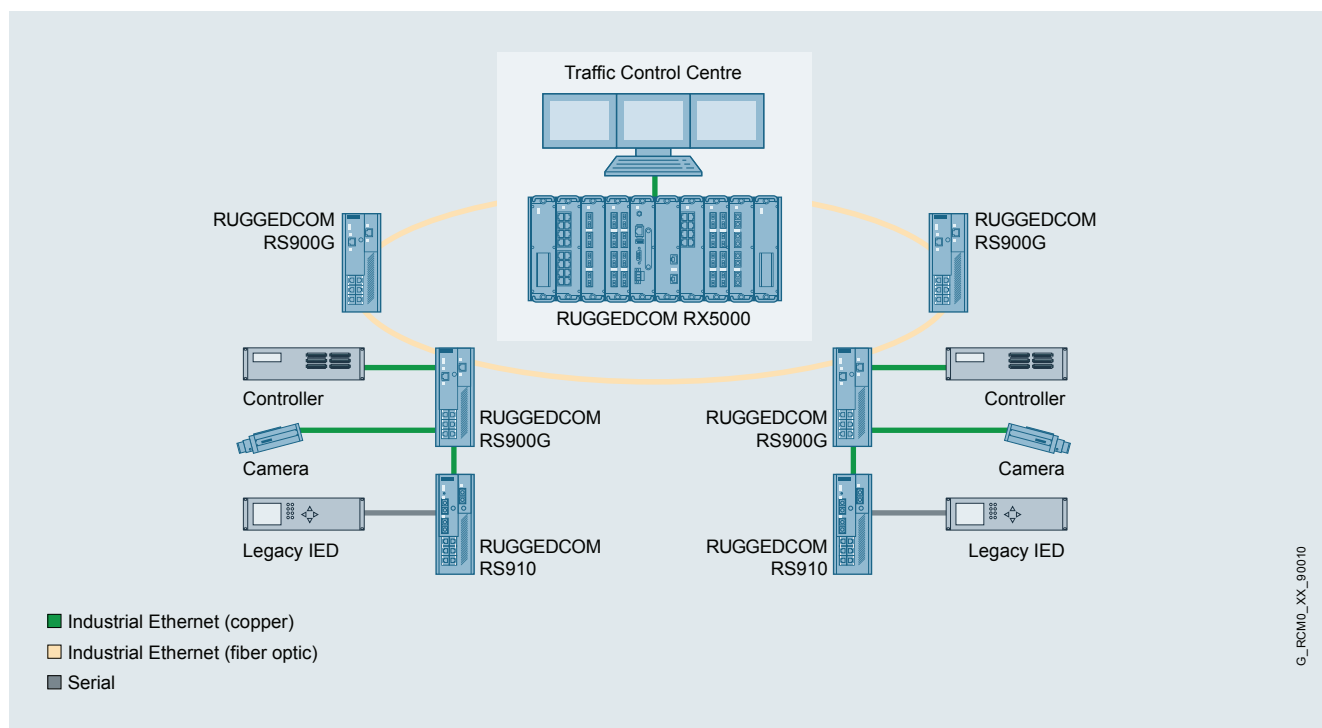 Traffic Control Centre
RUGGEDCOM
RS900G
RUGGEDCOM
RS900G
RUGGEDCOM RX5000
Controller
RUGGEDCOM
RS900G
RUGGEDCOM
RS900G
Controller
Camera
Camera
Legacy IED
RUGGEDCOM
RS910
RUGGEDCOM
RS910
Legacy IED
Industrial Ethernet (copper)
Industrial Ethernet (fiber optic)
Serial
G_RCM0_XX_90010